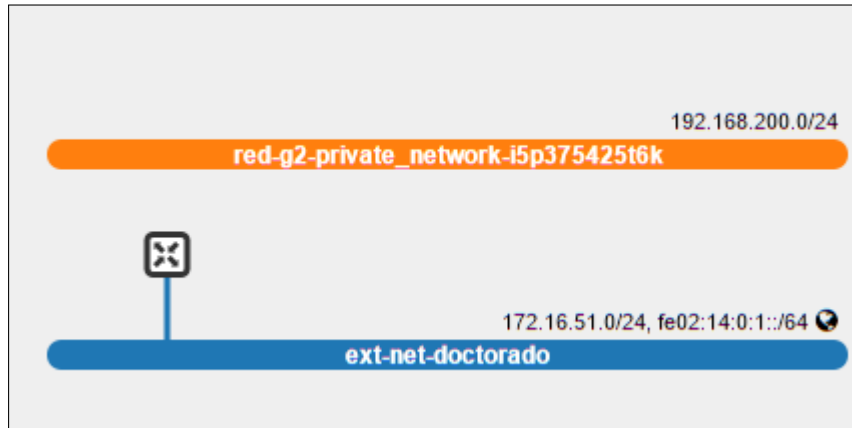 192.168.200.0/24
red-g2-private_network-i5p375425t6k
172.16.51.0/24, fe02:14:0:1::/64
ext-net-doctorado